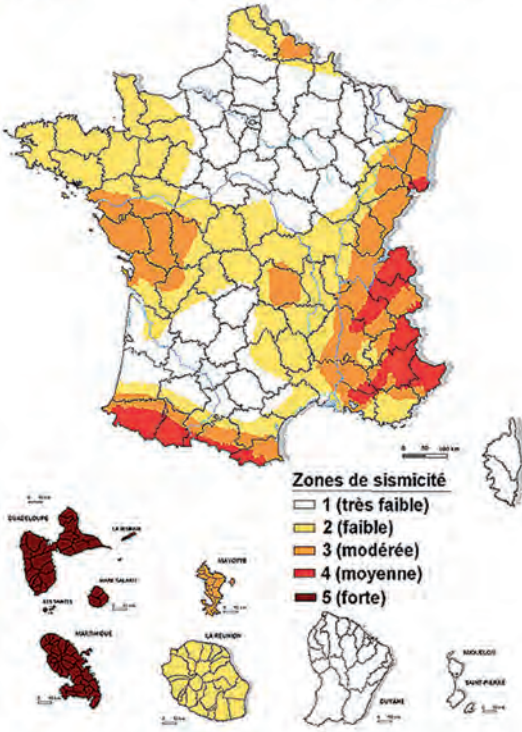 Zones de sismicité
1 (très faible)
2 (faible)
3 (modérée)
4 (moyenne)
5 (forte)
GUADELOUPE
LA DESIRADE
MARIE GALANTE
LES SAINTES
MARTINIQUE
MAYOTTE
LA REUNION
GUYANE
MIQUELON
SAINT-PIERRE